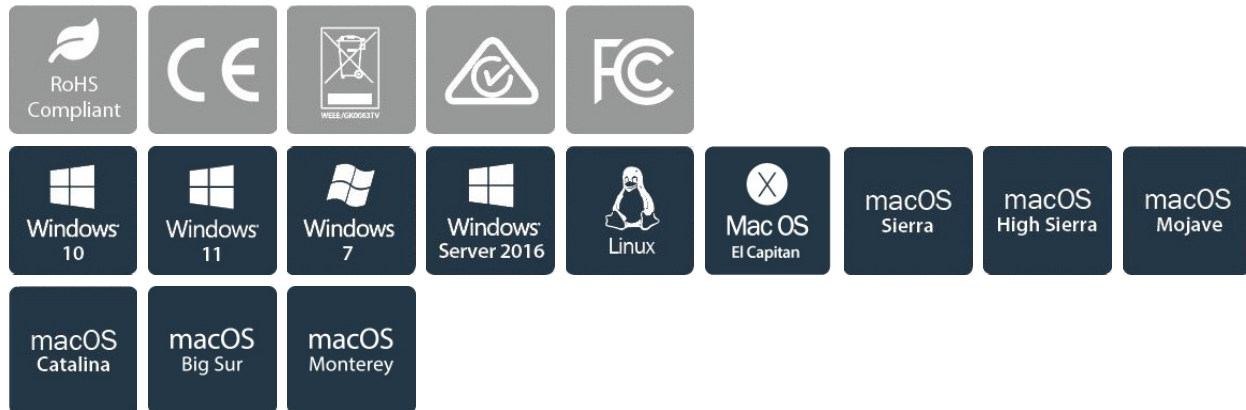 RoHS
Compliant
CE
WEEE/GK0083TV
FC
Windows
10
Windows
11
Windows
7
Windows
Server 2016
Linux
X
Mac OS
El Capitan
macOS
Sierra
macOS
High Sierra
macOS
Mojave
macOS
Catalina
macOS
Big Sur
macOS
Monterey